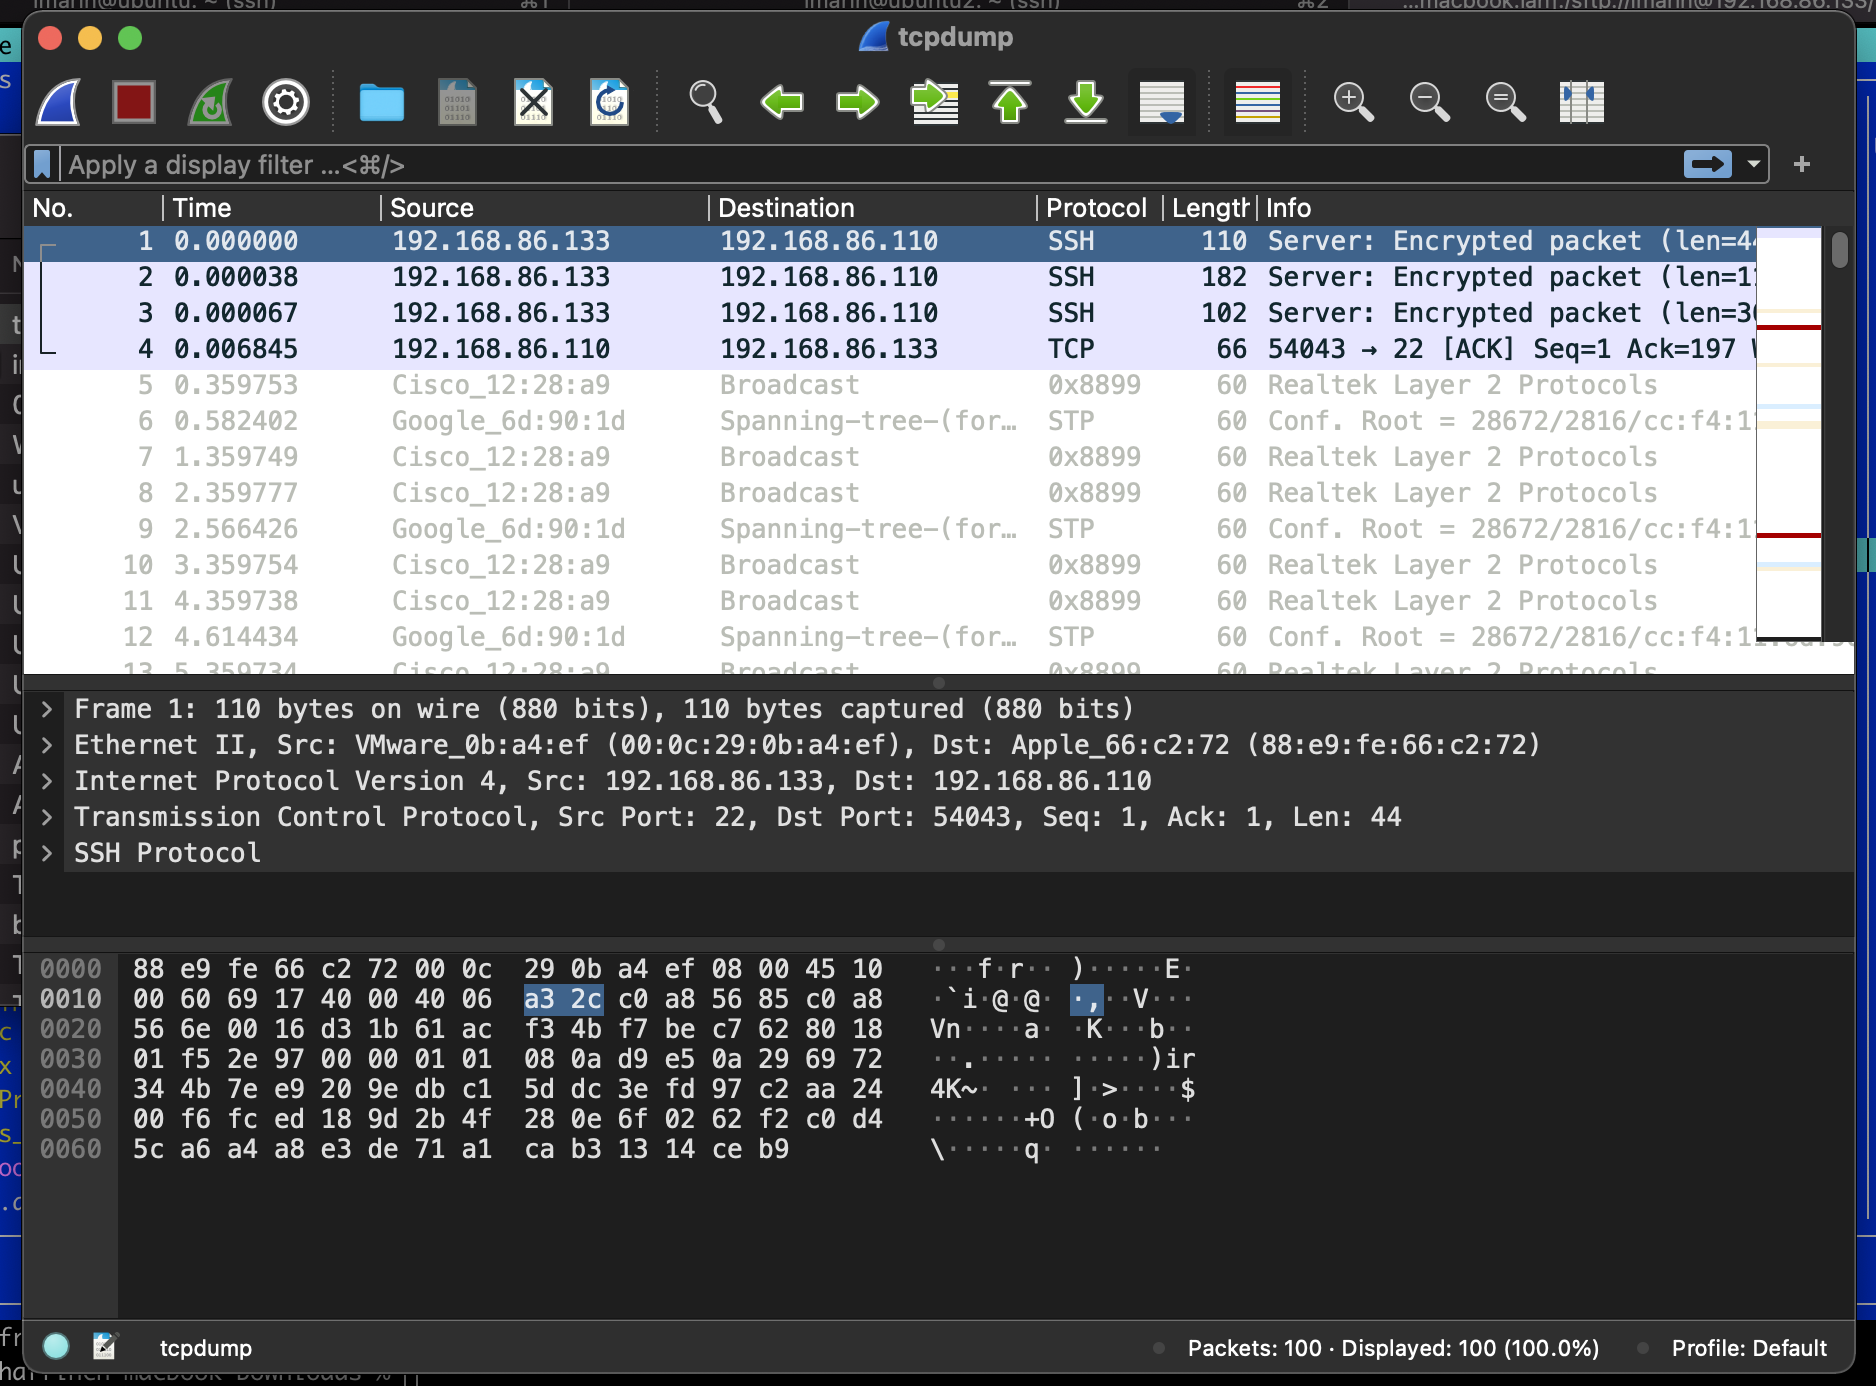 imarin@ubuntu: ~ (ssh) ⌘1 imarin@ubuntu2: ~ (ssh) ⌘2
tcpdump
Apply a display filter ...<⌘/>
No. Time Source Destination Protocol Length Info
1 0.000000 192.168.86.133 192.168.86.110 SSH 110 Server: Encrypted packet (len=44
2 0.000038 192.168.86.133 192.168.86.110 SSH 182 Server: Encrypted packet (len=11
3 0.000067 192.168.86.133 192.168.86.110 SSH 102 Server: Encrypted packet (len=36
4 0.006845 192.168.86.110 192.168.86.133 TCP 66 54043 → 22 [ACK] Seq=1 Ack=197 W
5 0.359753 Cisco_12:28:a9 Broadcast 0x8899 60 Realtek Layer 2 Protocols
6 0.582402 Google_6d:90:1d Spanning-tree-(for… STP 60 Conf. Root = 28672/2816/cc:f4:11
7 1.359749 Cisco_12:28:a9 Broadcast 0x8899 60 Realtek Layer 2 Protocols
8 2.359777 Cisco_12:28:a9 Broadcast 0x8899 60 Realtek Layer 2 Protocols
9 2.566426 Google_6d:90:1d Spanning-tree-(for… STP 60 Conf. Root = 28672/2816/cc:f4:11
10 3.359754 Cisco_12:28:a9 Broadcast 0x8899 60 Realtek Layer 2 Protocols
11 4.359738 Cisco_12:28:a9 Broadcast 0x8899 60 Realtek Layer 2 Protocols
12 4.614434 Google_6d:90:1d Spanning-tree-(for… STP 60 Conf. Root = 28672/2816/cc:f4:11
13 5.359734 Cisco_12:28:a9 Broadcast 0x8899 60 Realtek Layer 2 Protocols
Frame 1: 110 bytes on wire (880 bits), 110 bytes captured (880 bits)
Ethernet II, Src: VMware_0b:a4:ef (00:0c:29:0b:a4:ef), Dst: Apple_66:c2:72 (88:e9:fe:66:c2:72)
Internet Protocol Version 4, Src: 192.168.86.133, Dst: 192.168.86.110
Transmission Control Protocol, Src Port: 22, Dst Port: 54043, Seq: 1, Ack: 1, Len: 44
SSH Protocol
0000 88 e9 fe 66 c2 72 00 0c 29 0b a4 ef 08 00 45 10 ···f·r·· )·····E·
0010 00 60 69 17 40 00 40 06 a3 2c c0 a8 56 85 c0 a8 ·`i·@·@· ·,··V···
0020 56 6e 00 16 d3 1b 61 ac f3 4b f7 be c7 62 80 18 Vn····a· ·K···b··
0030 01 f5 2e 97 00 00 01 01 08 0a d9 e5 0a 29 69 72 ··.····· ·····)ir
0040 34 4b 7e e9 20 9e db c1 5d dc 3e fd 97 c2 aa 24 4K~· ··· ]·>····$
0050 00 f6 fc ed 18 9d 2b 4f 28 0e 6f 02 62 f2 c0 d4 ······+O (·o·b···
0060 5c a6 a4 a8 e3 de 71 a1 ca b3 13 14 ce b9 \·····q· ······
tcpdump Packets: 100 · Displayed: 100 (100.0%) Profile: Default